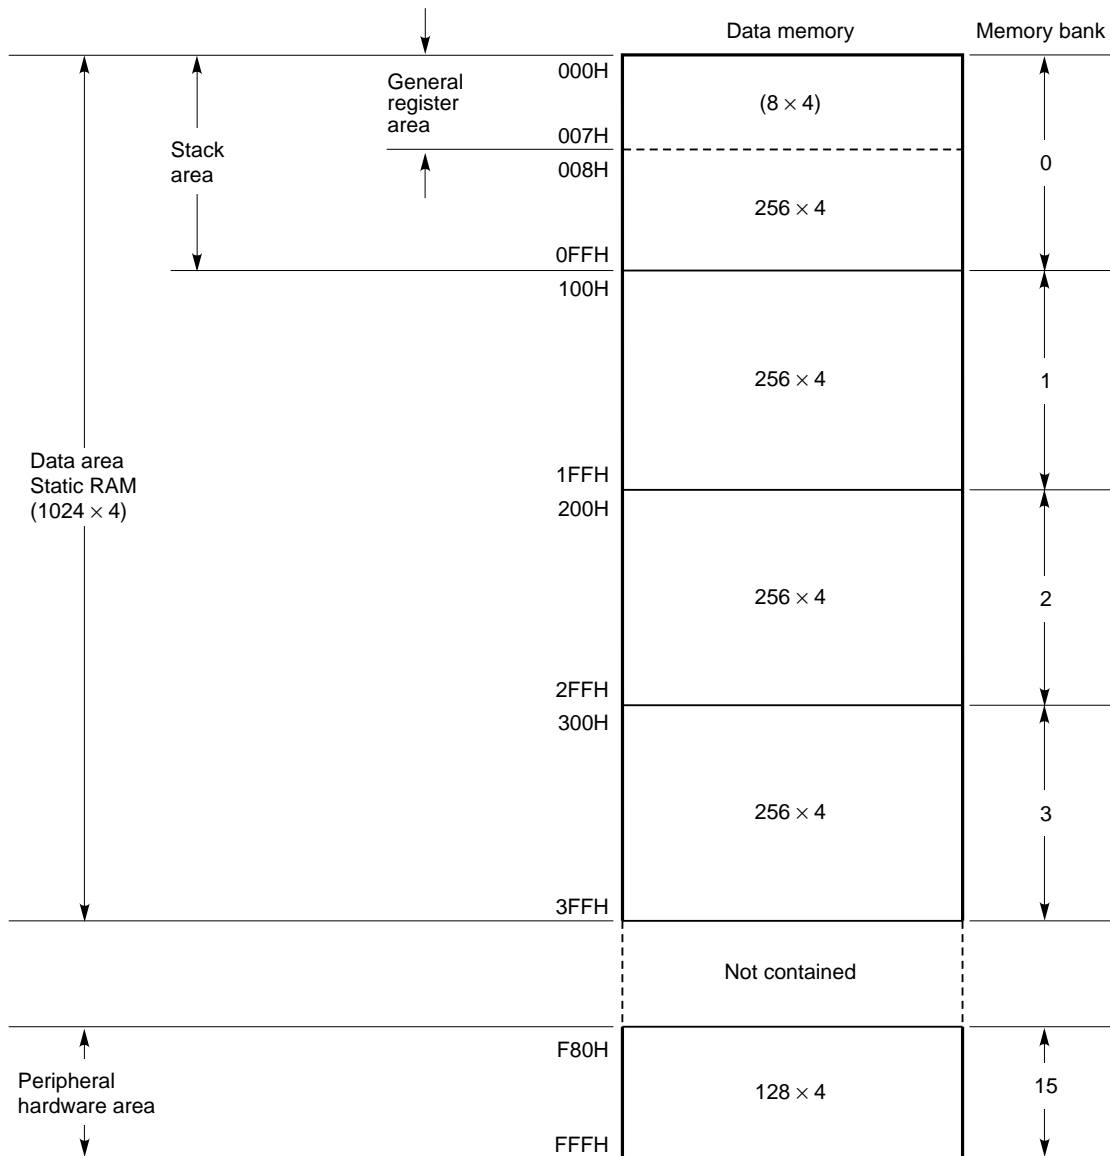 Data memory
Memory bank
000H
General
register
area
(8 × 4)
007H
Stack
area
008H
0
256 × 4
0FFH
100H
256 × 4
1
Data area
Static RAM
(1024 × 4)
1FFH
200H
256 × 4
2
2FFH
300H
256 × 4
3
3FFH
Not contained
F80H
Peripheral
hardware area
128 × 4
15
FFFH